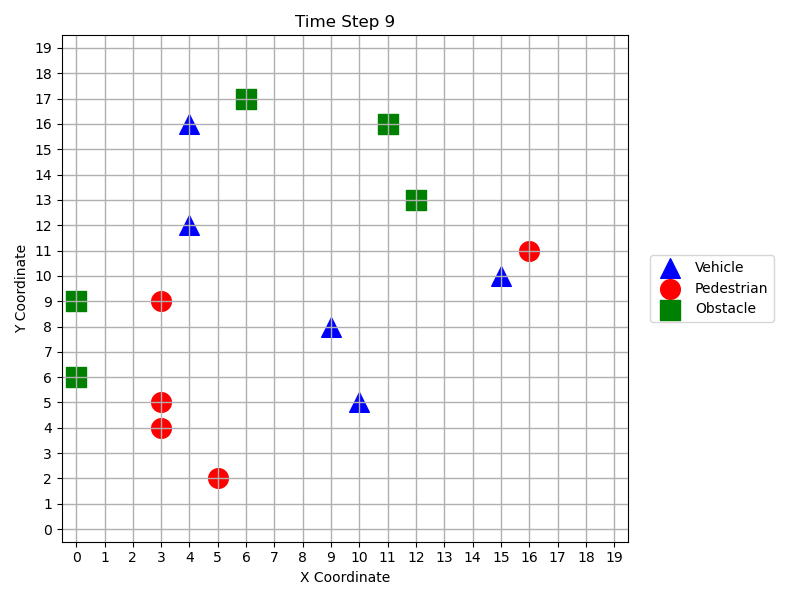 Time Step 9
Y Coordinate
19
18
17
16
15
14
13
12
11
10
9
8
7
6
5
4
3
2
1
0
0 1 2 3 4 5 6 7 8 9 10 11 12 13 14 15 16 17 18 19
X Coordinate
Vehicle
Pedestrian
Obstacle